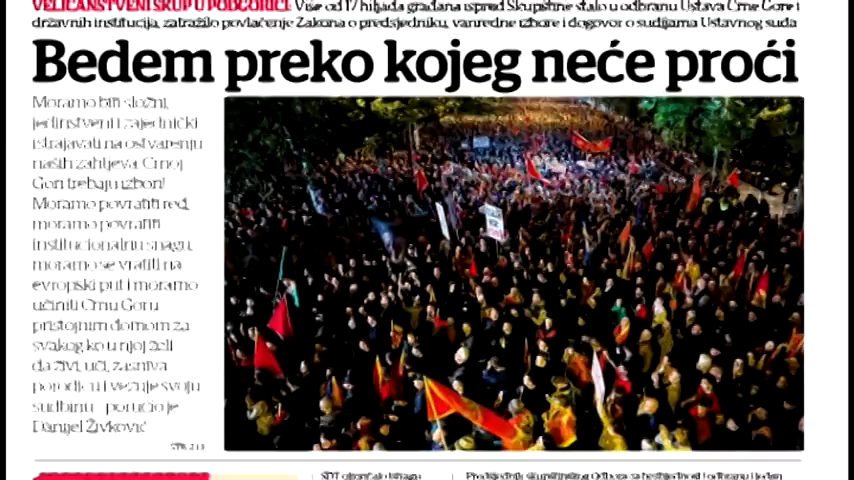 VELIČANSTVENI SKUP U PODGORICI Više od 17 hiljada građana ispred Skupštine stalo u odbranu Ustava Crne Gore i
državnih institucija, zatražilo povlačenje Zakona o predsjedniku, vanredne izbore i dogovor o sudijama Ustavnog suda
Bedem preko kojeg neće proći
Moramo biti složni,
jedinstveni i zajednički
istrajavati na ostvarenju
naših zahtjeva. Crnoj
Gori trebaju izbori!
Moramo povratiti red,
moramo povratiti
institucionalnu snagu,
moramo se vratiti na
evropski put i moramo
učiniti Crnu Goru
pristojnim domom za
svakog ko u njoj želi
da živi, uči, zasniva
porodicu i vezuje svoju
sudbinu - poručio je
Danijel Živković